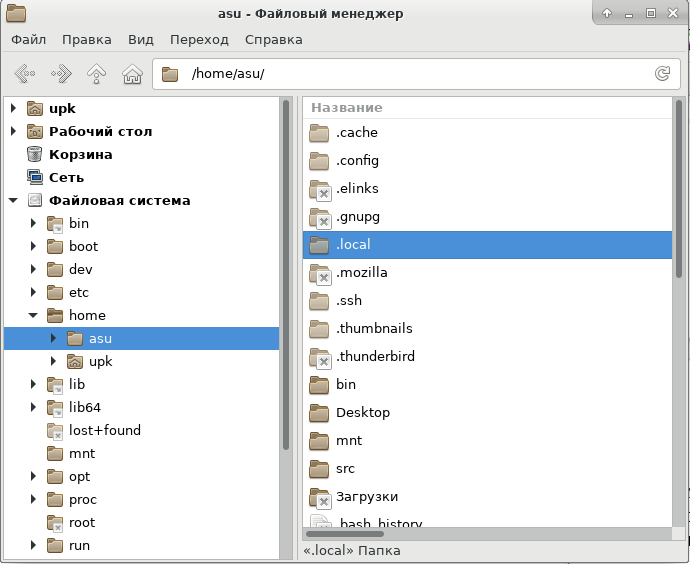 asu - Файловый менеджер
Файл Правка Вид Переход Справка
/home/asu/
upk
Рабочий стол
Корзина
Сеть
Файловая система
bin
boot
dev
etc
home
asu
upk
lib
lib64
lost+found
mnt
opt
proc
root
run
Название
.cache
.config
.elinks
.gnupg
.local
.mozilla
.ssh
.thumbnails
.thunderbird
bin
Desktop
mnt
src
Загрузки
.bash_history
«.local» Папка